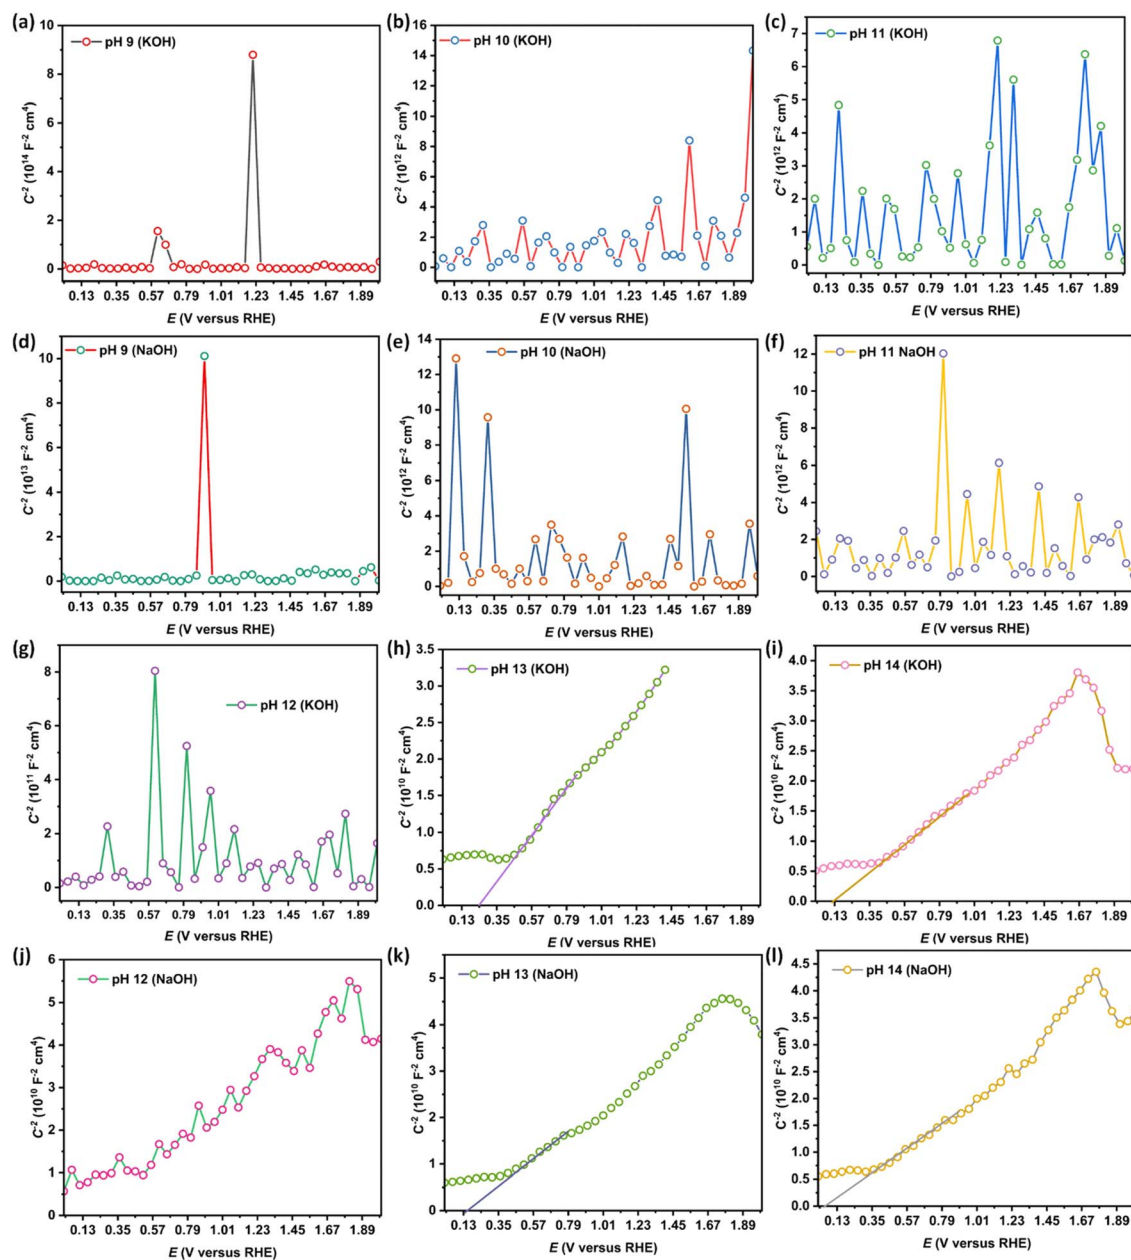 (a)
pH 9 (KOH)
C⁻² (10¹⁴ F⁻² cm⁴)
10
8
6
4
2
0
0.13 0.35 0.57 0.79 1.01 1.23 1.45 1.67 1.89
E (V versus RHE)
(b)
pH 10 (KOH)
C⁻² (10¹² F⁻² cm⁴)
16
14
12
10
8
6
4
2
0
0.13 0.35 0.57 0.79 1.01 1.23 1.45 1.67 1.89
E (V versus RHE)
(c)
pH 11 (KOH)
C⁻² (10¹² F⁻² cm⁴)
7
6
5
4
3
2
1
0
0.13 0.35 0.57 0.79 1.01 1.23 1.45 1.67 1.89
E (V versus RHE)
(d)
pH 9 (NaOH)
C⁻² (10¹³ F⁻² cm⁴)
10
8
6
4
2
0
0.13 0.35 0.57 0.79 1.01 1.23 1.45 1.67 1.89
E (V versus RHE)
(e)
pH 10 (NaOH)
C⁻² (10¹² F⁻² cm⁴)
14
12
10
8
6
4
2
0
0.13 0.35 0.57 0.79 1.01 1.23 1.45 1.67 1.89
E (V versus RHE)
(f)
pH 11 NaOH
C⁻² (10¹² F⁻² cm⁴)
12
10
8
6
4
2
0
0.13 0.35 0.57 0.79 1.01 1.23 1.45 1.67 1.89
E (V versus RHE)
(g)
pH 12 (KOH)
C⁻² (10¹¹ F⁻² cm⁴)
8
6
4
2
0
0.13 0.35 0.57 0.79 1.01 1.23 1.45 1.67 1.89
E (V versus RHE)
(h)
pH 13 (KOH)
C⁻² (10¹⁰ F⁻² cm⁴)
3.5
3.0
2.5
2.0
1.5
1.0
0.5
0.0
0.13 0.35 0.57 0.79 1.01 1.23 1.45 1.67 1.89
E (V versus RHE)
(i)
pH 14 (KOH)
C⁻² (10¹⁰ F⁻² cm⁴)
4.0
3.5
3.0
2.5
2.0
1.5
1.0
0.5
0.0
0.13 0.35 0.57 0.79 1.01 1.23 1.45 1.67 1.89
E (V versus RHE)
(j)
pH 12 (NaOH)
C⁻² (10¹⁰ F⁻² cm⁴)
6
5
4
3
2
1
0
0.13 0.35 0.57 0.79 1.01 1.23 1.45 1.67 1.89
E (V versus RHE)
(k)
pH 13 (NaOH)
C⁻² (10¹⁰ F⁻² cm⁴)
5
4
3
2
1
0
0.13 0.35 0.57 0.79 1.01 1.23 1.45 1.67 1.89
E (V versus RHE)
(l)
pH 14 (NaOH)
C⁻² (10¹⁰ F⁻² cm⁴)
4.5
4.0
3.5
3.0
2.5
2.0
1.5
1.0
0.5
0.0
0.13 0.35 0.57 0.79 1.01 1.23 1.45 1.67 1.89
E (V versus RHE)